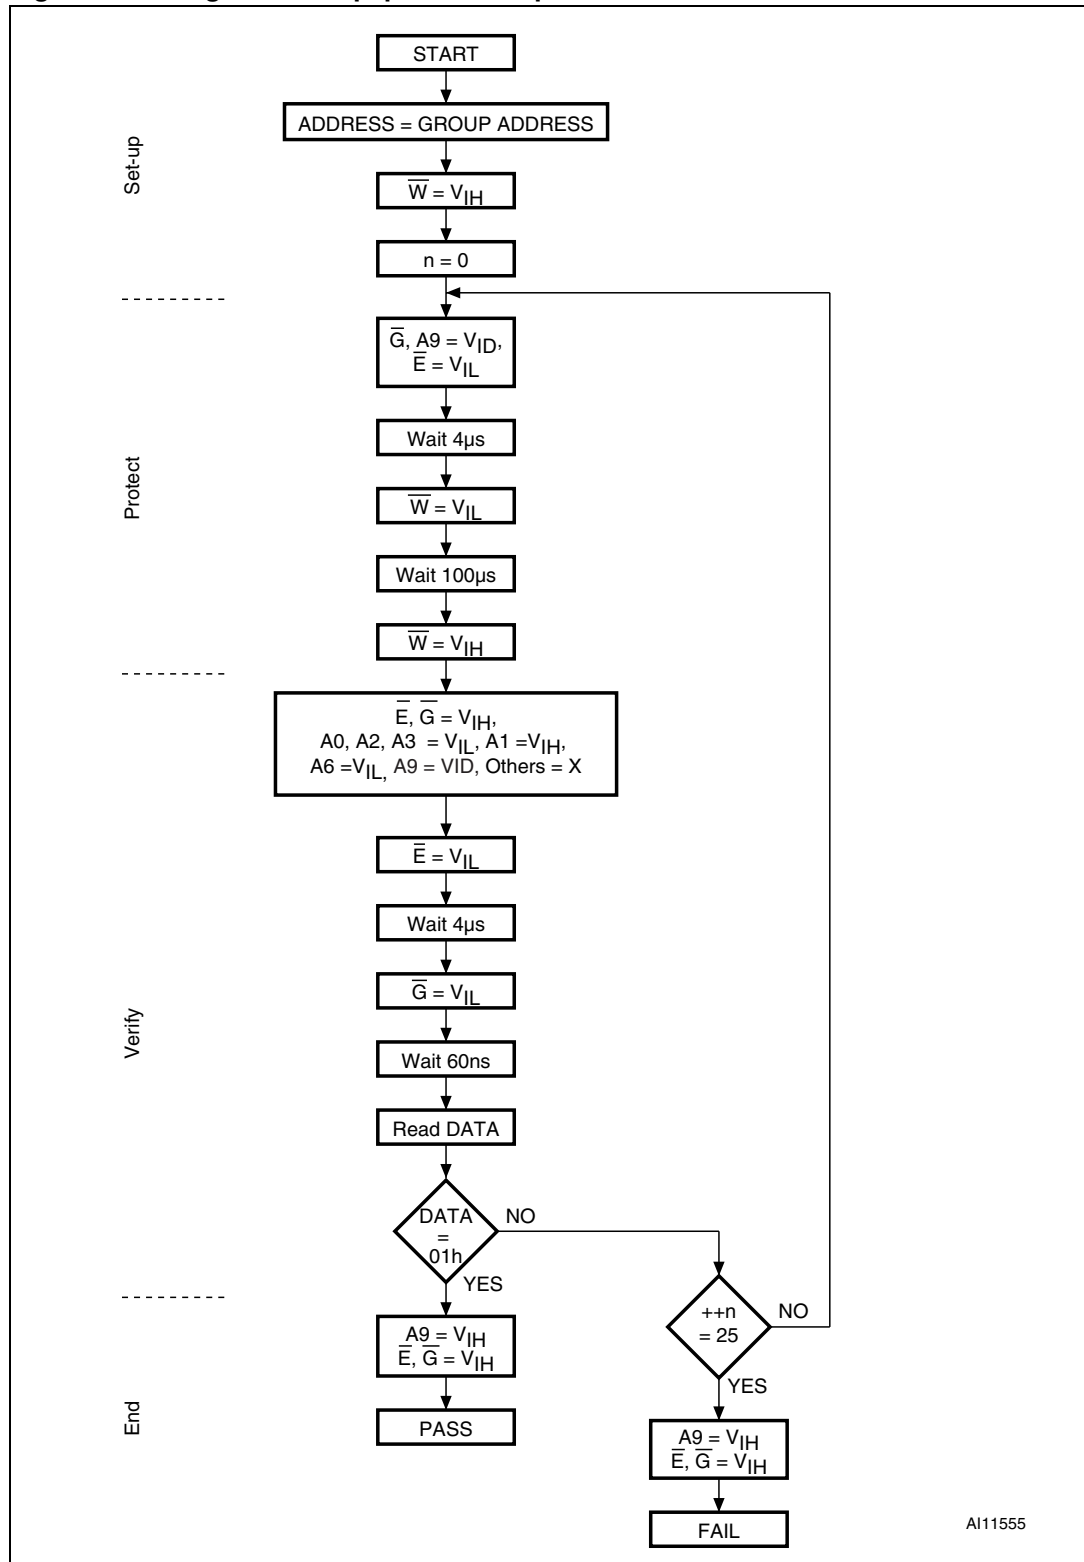 START
ADDRESS = GROUP ADDRESS
Set-up
W̅ = VIH
n = 0
G̅, A9 = VID,
E̅ = VIL
Wait 4µs
Protect
W̅ = VIL
Wait 100µs
W̅ = VIH
E̅, G̅ = VIH,
A0, A2, A3 = VIL, A1 =VIH,
A6 =VIL, A9 = VID, Others = X
E̅ = VIL
Wait 4µs
G̅ = VIL
Verify
Wait 60ns
Read DATA
DATA
=
01h
NO
YES
++n
= 25
NO
YES
A9 = VIH
E̅, G̅ = VIH
End
PASS
A9 = VIH
E̅, G̅ = VIH
FAIL
AI11555